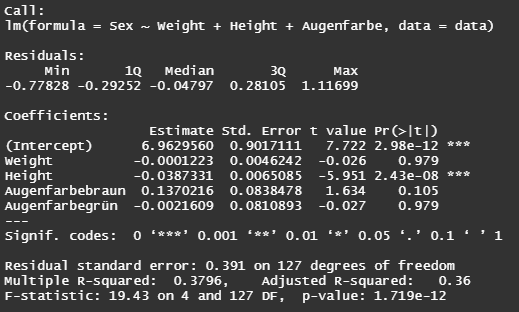 Call:
lm(formula = Sex ~ Weight + Height + Augenfarbe, data = data)
Residuals:
     Min       1Q   Median       3Q      Max
-0.77828 -0.29252 -0.04797  0.28105  1.11699
Coefficients:
                  Estimate Std. Error t value Pr(>|t|)
(Intercept)      6.9629560  0.9017111   7.722 2.98e-12 ***
Weight          -0.0001223  0.0046242  -0.026    0.979
Height          -0.0387331  0.0065085  -5.951 2.43e-08 ***
Augenfarbebraun  0.1370216  0.0838478   1.634    0.105
Augenfarbegrün  -0.0021609  0.0810893  -0.027    0.979
---
Signif. codes:  0 ‘***’ 0.001 ‘**’ 0.01 ‘*’ 0.05 ‘.’ 0.1 ‘ ’ 1
Residual standard error: 0.391 on 127 degrees of freedom
Multiple R-squared:  0.3796,    Adjusted R-squared:   0.36
F-statistic: 19.43 on 4 and 127 DF,  p-value: 1.719e-12